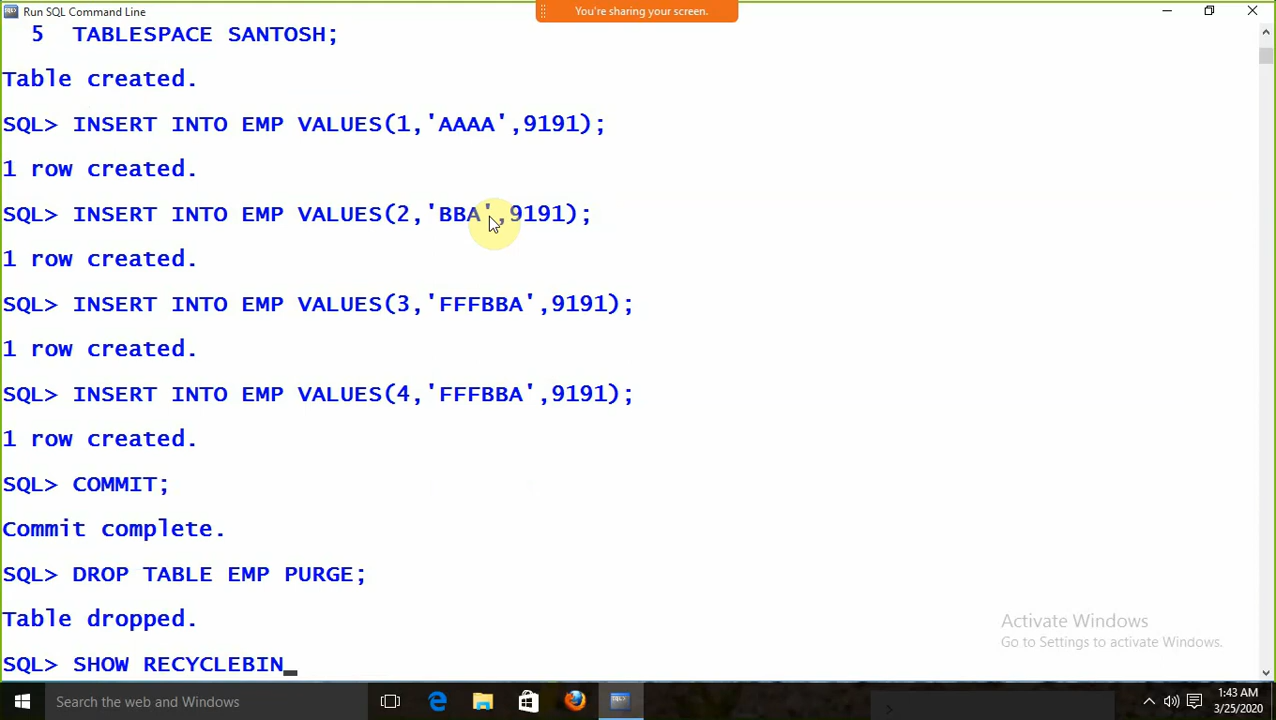 Run SQL Command Line
You're sharing your screen.
5 TABLESPACE SANTOSH;
Table created.
SQL> INSERT INTO EMP VALUES(1,'AAAA',9191);
1 row created.
SQL> INSERT INTO EMP VALUES(2,'BBA',9191);
1 row created.
SQL> INSERT INTO EMP VALUES(3,'FFFBBA',9191);
1 row created.
SQL> INSERT INTO EMP VALUES(4,'FFFBBA',9191);
1 row created.
SQL> COMMIT;
Commit complete.
SQL> DROP TABLE EMP PURGE;
Table dropped.
SQL> SHOW RECYCLEBIN
Activate Windows
Go to Settings to activate Windows.
Search the web and Windows
1:43 AM
3/25/2020